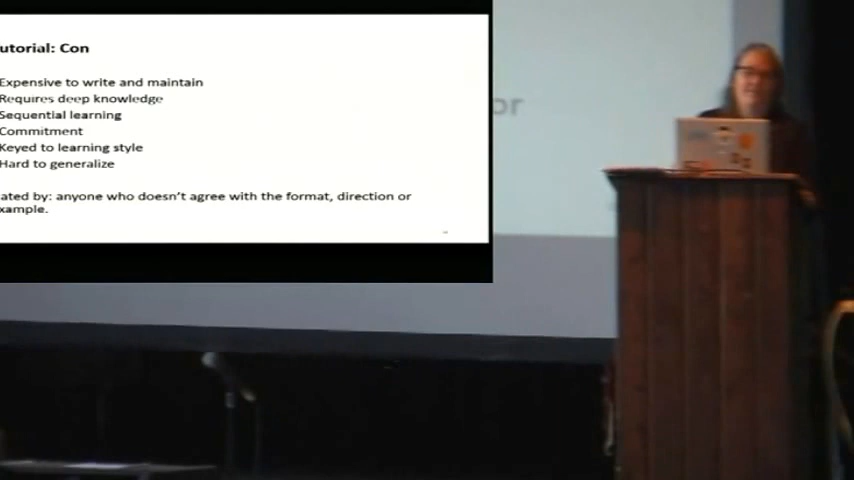 utorial: Con
Expensive to write and maintain
Requires deep knowledge
Sequential learning
Commitment
Keyed to learning style
Hard to generalize
ated by: anyone who doesn't agree with the format, direction or
xample.
or